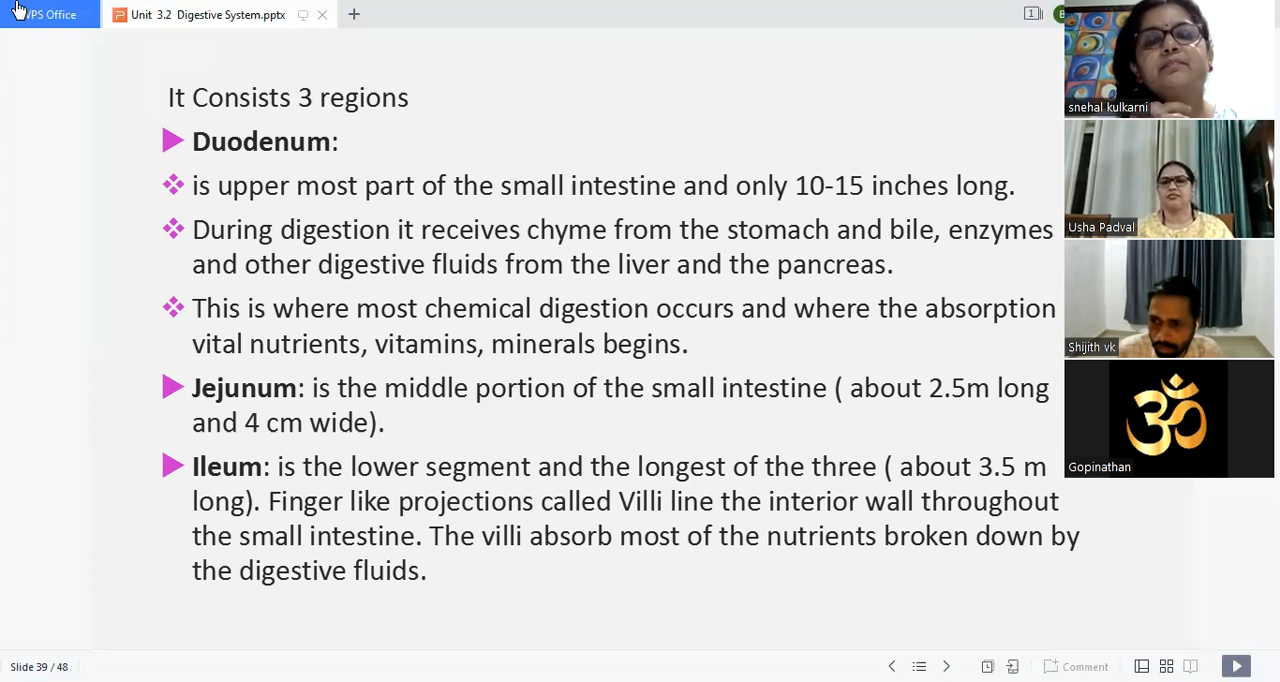 WPS Office
Unit 3.2 Digestive System.pptx
1
It Consists 3 regions
Duodenum:
is upper most part of the small intestine and only 10-15 inches long.
During digestion it receives chyme from the stomach and bile, enzymes
and other digestive fluids from the liver and the pancreas.
This is where most chemical digestion occurs and where the absorption
vital nutrients, vitamins, minerals begins.
Jejunum: is the middle portion of the small intestine ( about 2.5m long
and 4 cm wide).
Ileum: is the lower segment and the longest of the three ( about 3.5 m
long). Finger like projections called Villi line the interior wall throughout
the small intestine. The villi absorb most of the nutrients broken down by
the digestive fluids.
snehal kulkarni
Usha Padval
Shijith vk
ॐ
Gopinathan
Slide 39 / 48
Comment